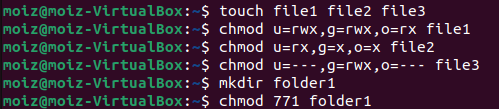 moiz@moiz-VirtualBox:~$ touch file1 file2 file3
moiz@moiz-VirtualBox:~$ chmod u=rwx,g=rwx,o=rx file1
moiz@moiz-VirtualBox:~$ chmod u=rx,g=x,o=x file2
moiz@moiz-VirtualBox:~$ chmod u=---,g=rwx,o=--- file3
moiz@moiz-VirtualBox:~$ mkdir folder1
moiz@moiz-VirtualBox:~$ chmod 771 folder1